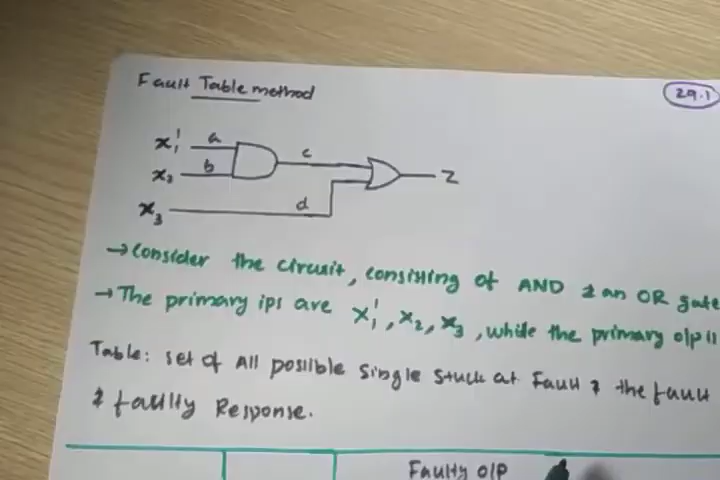 Fault Table method
29.1
x₁' a
b
c
x₂
z
x₃ d
→ Consider the circuit, consisting of AND & an OR gate
→ The primary ips are x₁', x₂, x₃, while the primary o/p is
Table: set of All possible single stuck at Fault & the fault
& faulty Response.
Faulty o/p